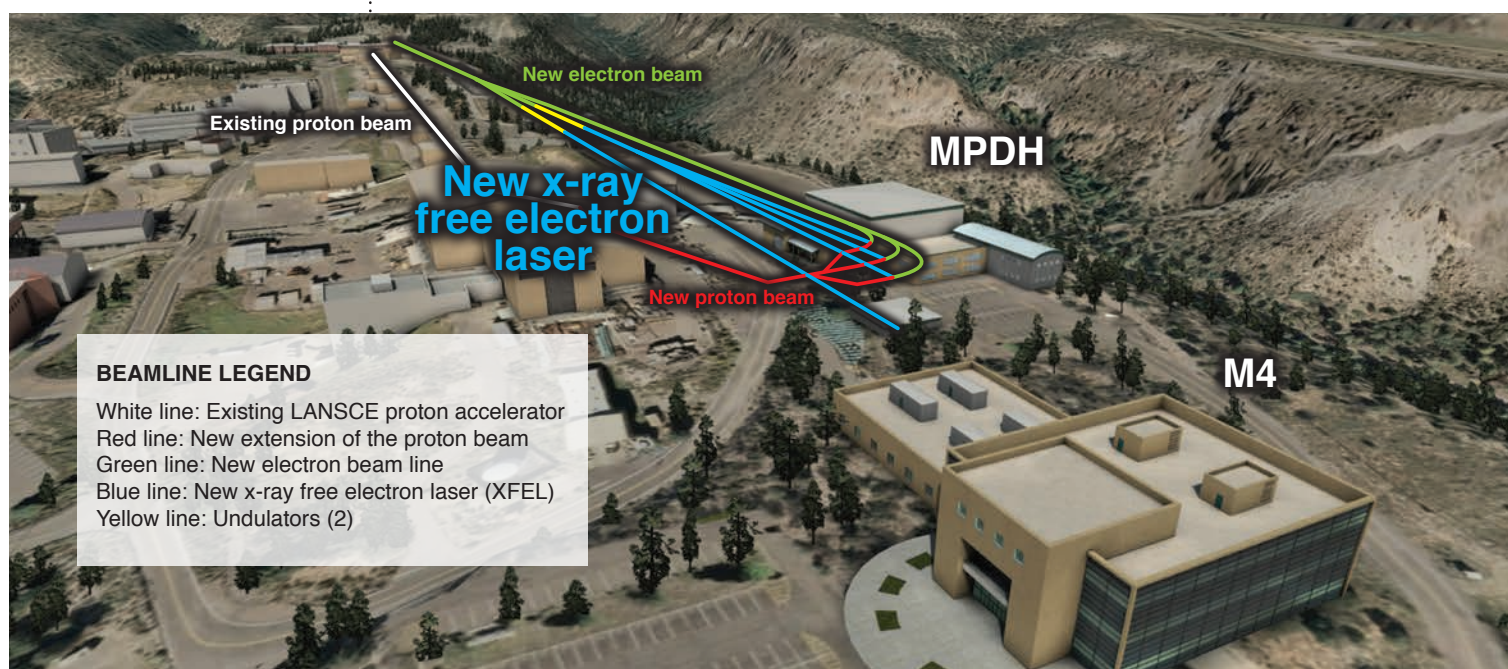 New electron beam
Existing proton beam
MPDH
New x-ray
free electron
laser
New proton beam
M4
BEAMLINE LEGEND
White line: Existing LANSCE proton accelerator
Red line: New extension of the proton beam
Green line: New electron beam line
Blue line: New x-ray free electron laser (XFEL)
Yellow line: Undulators (2)